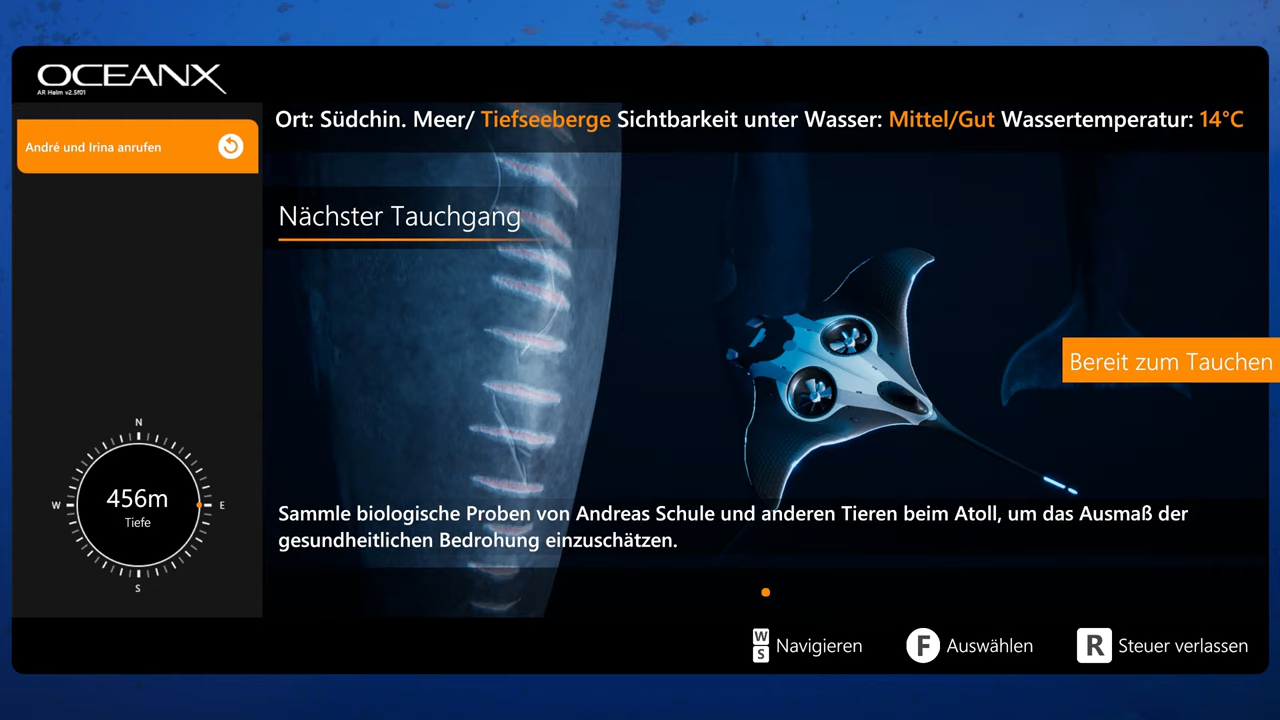 OCEANX
AR Helm v2.5f01
Ort: Südchin. Meer/ Tiefseeberge Sichtbarkeit unter Wasser: Mittel/Gut Wassertemperatur: 14°C
André und Irina anrufen
Nächster Tauchgang
Bereit zum Tauchen
N
W
E
S
456m
Tiefe
Sammle biologische Proben von Andreas Schule und anderen Tieren beim Atoll, um das Ausmaß der
gesundheitlichen Bedrohung einzuschätzen.
W
S
Navigieren
F Auswählen
R Steuer verlassen